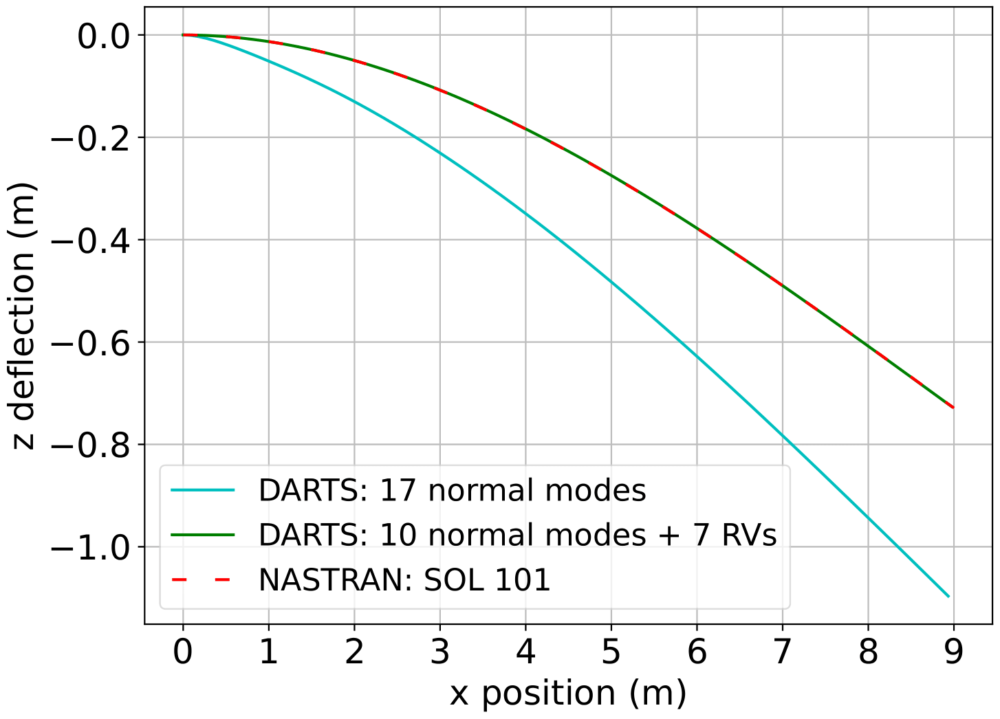 0.0
−0.2
−0.4
−0.6
−0.8
−1.0
z deflection (m)
DARTS: 17 normal modes
DARTS: 10 normal modes + 7 RVs
NASTRAN: SOL 101
0 1 2 3 4 5 6 7 8 9
x position (m)